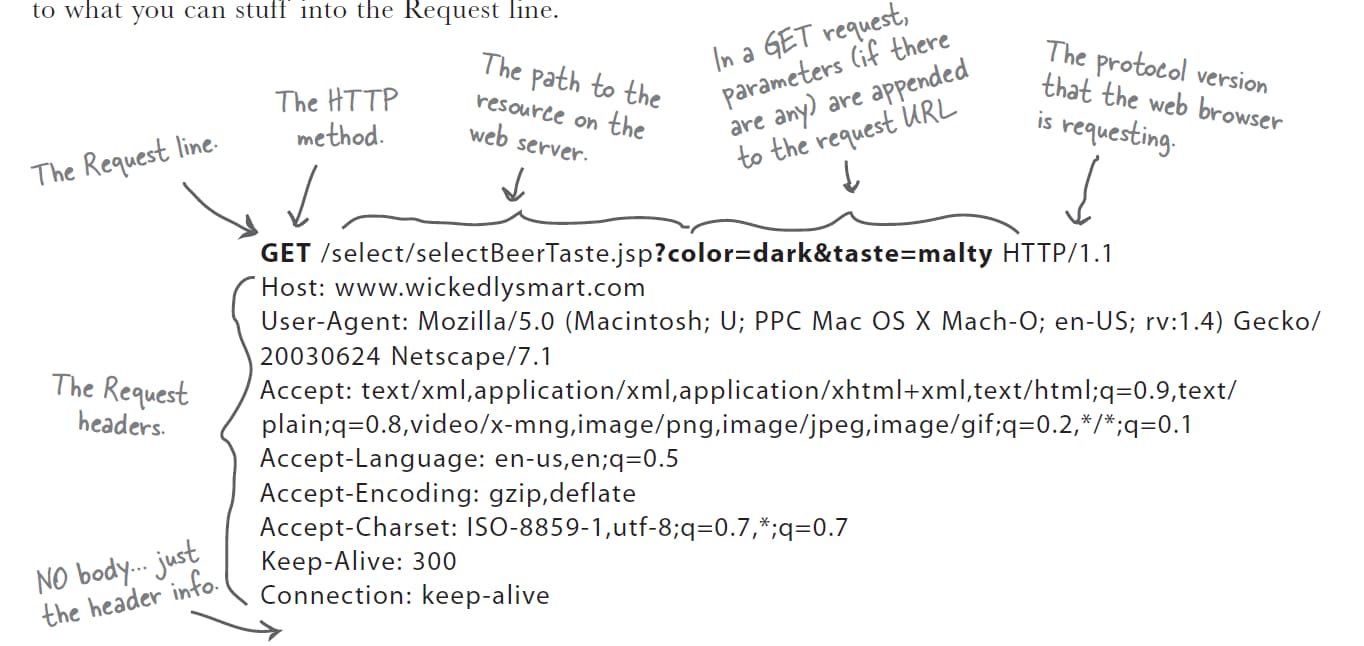 to what you can stuff into the Request line.
The Request line.
The HTTP
method.
The path to the
resource on the
web server.
In a GET request,
parameters (if there
are any) are appended
to the request URL
The protocol version
that the web browser
is requesting.
GET /select/selectBeerTaste.jsp?color=dark&taste=malty HTTP/1.1
Host: www.wickedlysmart.com
User-Agent: Mozilla/5.0 (Macintosh; U; PPC Mac OS X Mach-O; en-US; rv:1.4) Gecko/
20030624 Netscape/7.1
Accept: text/xml,application/xml,application/xhtml+xml,text/html;q=0.9,text/
plain;q=0.8,video/x-mng,image/png,image/jpeg,image/gif;q=0.2,*/*;q=0.1
Accept-Language: en-us,en;q=0.5
Accept-Encoding: gzip,deflate
Accept-Charset: ISO-8859-1,utf-8;q=0.7,*;q=0.7
Keep-Alive: 300
Connection: keep-alive
The Request
headers.
NO body... just
the header info.